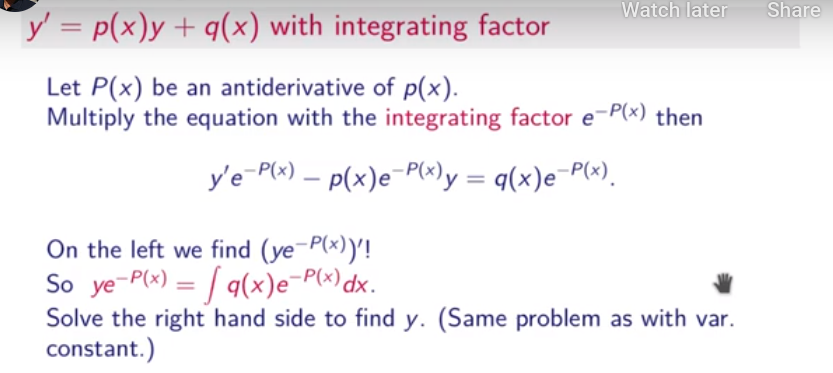 Watch later Share
y′ = p(x)y + q(x) with integrating factor
Let P(x) be an antiderivative of p(x).
Multiply the equation with the integrating factor e^{−P(x)} then
y′e^{−P(x)} − p(x)e^{−P(x)}y = q(x)e^{−P(x)}.
On the left we find (ye^{−P(x)})′!
So ye^{−P(x)} = ∫ q(x)e^{−P(x)}dx.
Solve the right hand side to find y. (Same problem as with var.
constant.)